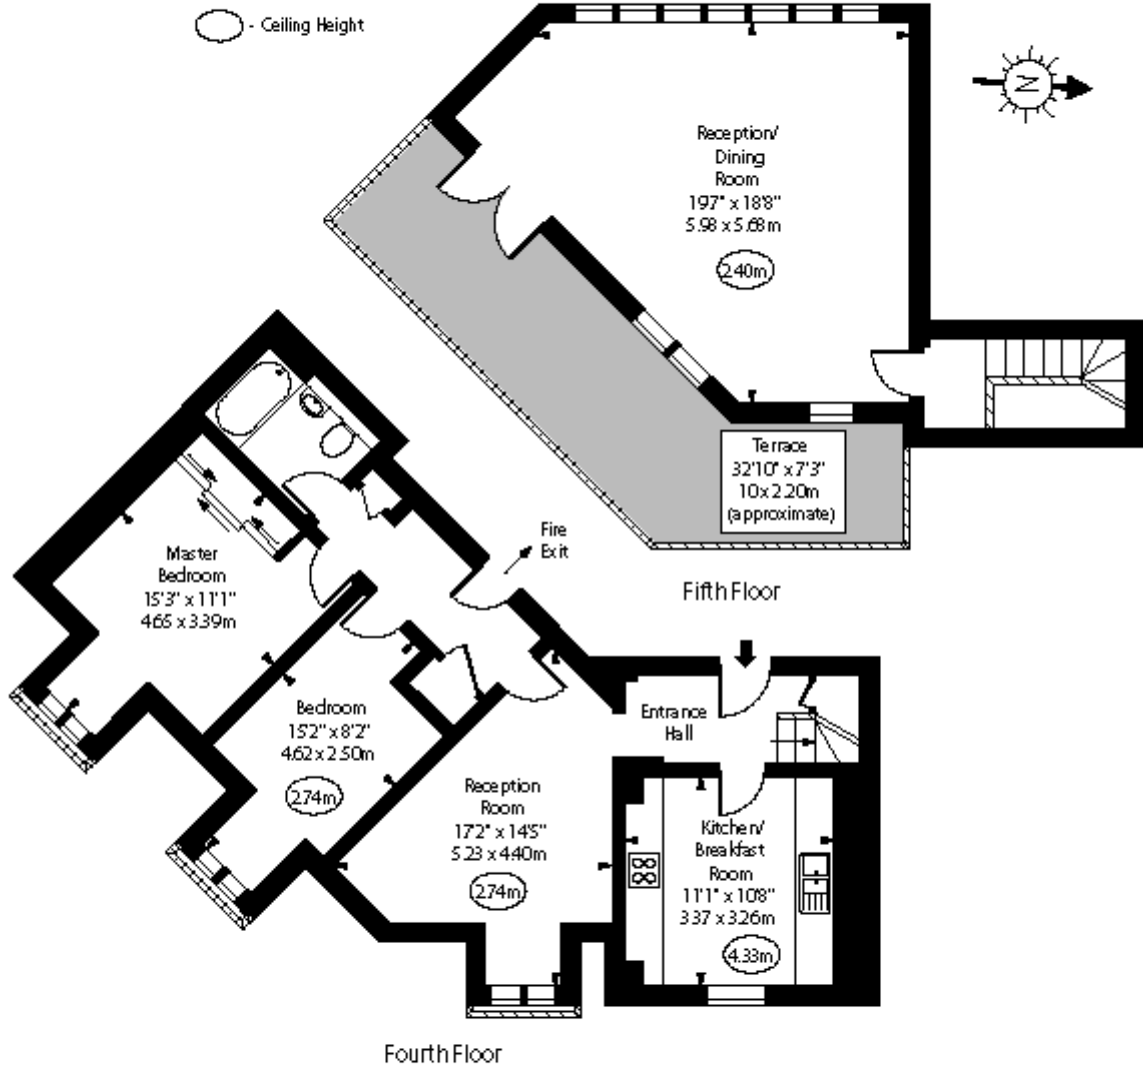 - Ceiling Height
N
Reception/
Dining
Room
19'7" x 18'8"
5.98 x 5.68m
2.40m
Terrace
32'10" x 7'3"
10 x 2.20m
(approximate)
Fire
Exit
Fifth Floor
Master
Bedroom
15'3" x 11'1"
4.65 x 3.39m
Bedroom
15'2" x 8'2"
4.62 x 2.50m
2.74m
Entrance
Hall
Reception
Room
17'2" x 14'5"
5.23 x 4.40m
2.74m
Kitchen/
Breakfast
Room
11'1" x 10'8"
3.37 x 3.26m
4.33m
Fourth Floor